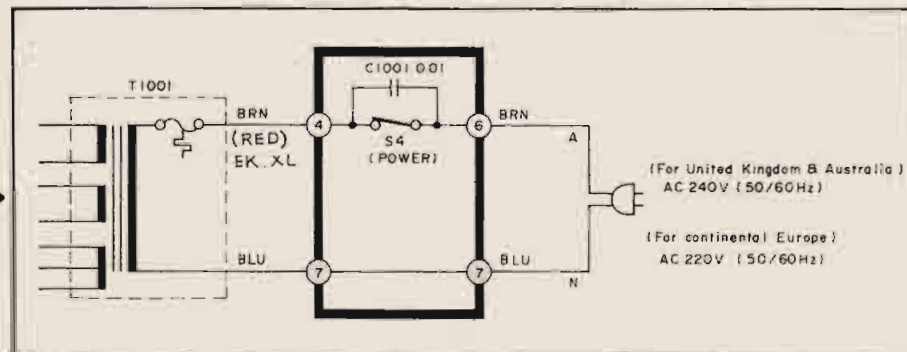 T1001
C1001 0.01
BRN
(RED)
EK. XL
4
S4
(POWER)
6
BRN
A
(For United Kingdom & Australia)
AC 240V (50/60Hz)
(For continental Europe)
AC 220V (50/60Hz)
BLU
7
7
BLU
N